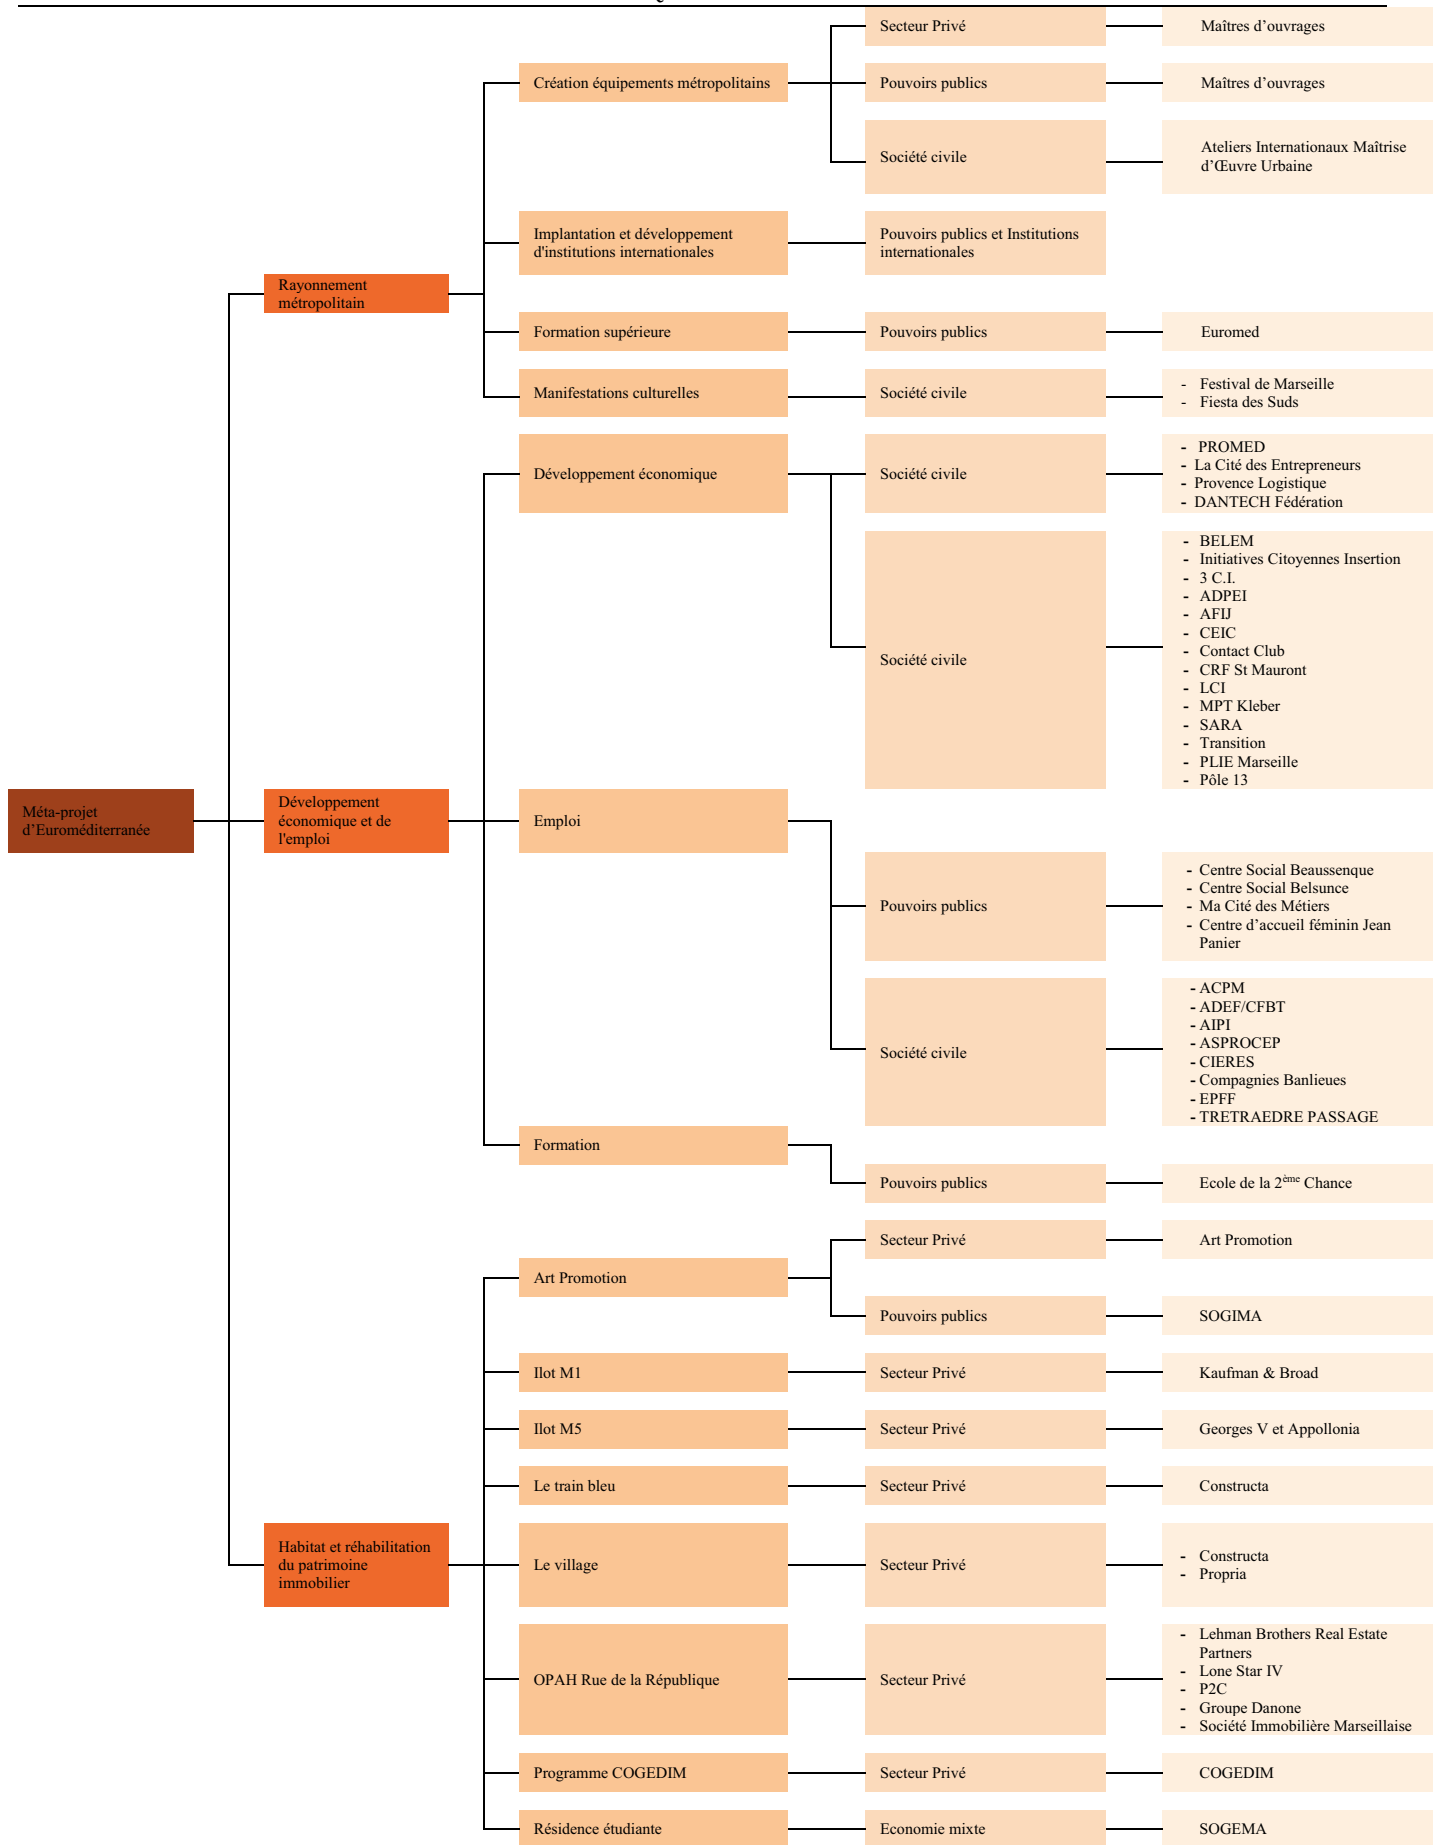 Secteur Privé
Maîtres d’ouvrages
Création équipements métropolitains
Pouvoirs publics
Maîtres d’ouvrages
Société civile
Ateliers Internationaux Maîtrise
d’Œuvre Urbaine
Implantation et développement
d'institutions internationales
Pouvoirs publics et Institutions
internationales
Rayonnement
métropolitain
Formation supérieure
Pouvoirs publics
Euromed
Manifestations culturelles
Société civile
- Festival de Marseille
- Fiesta des Suds
Développement économique
Société civile
- PROMED
- La Cité des Entrepreneurs
- Provence Logistique
- DANTECH Fédération
Société civile
- BELEM
- Initiatives Citoyennes Insertion
- 3 C.I.
- ADPEI
- AFIJ
- CEIC
- Contact Club
- CRF St Mauront
- LCI
- MPT Kleber
- SARA
- Transition
- PLIE Marseille
- Pôle 13
Méta-projet
d’Euroméditerranée
Développement
économique et de
l'emploi
Emploi
Pouvoirs publics
- Centre Social Beaussenque
- Centre Social Belsunce
- Ma Cité des Métiers
- Centre d’accueil féminin Jean
Panier
Société civile
- ACPM
- ADEF/CFBT
- AIPI
- ASPROCEP
- CIERES
- Compagnies Banlieues
- EPFF
- TRETRAEDRE PASSAGE
Formation
Pouvoirs publics
Ecole de la 2ème Chance
Art Promotion
Secteur Privé
Art Promotion
Pouvoirs publics
SOGIMA
Ilot M1
Secteur Privé
Kaufman & Broad
Ilot M5
Secteur Privé
Georges V et Appollonia
Le train bleu
Secteur Privé
Constructa
Habitat et réhabilitation
du patrimoine
immobilier
Le village
Secteur Privé
- Constructa
- Propria
OPAH Rue de la République
Secteur Privé
- Lehman Brothers Real Estate
Partners
- Lone Star IV
- P2C
- Groupe Danone
- Société Immobilière Marseillaise
Programme COGEDIM
Secteur Privé
COGEDIM
Résidence étudiante
Economie mixte
SOGEMA